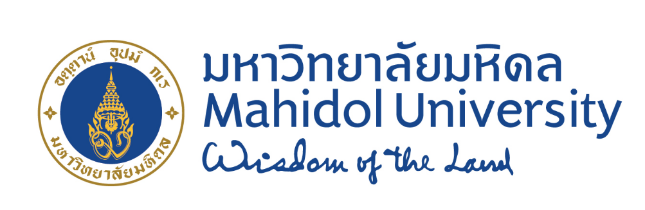 อตฺตานํ อุปมํ กเร
มหาวิทยาลัยมหิดล
มหาวิทยาลัยมหิดล
Mahidol University
Wisdom of the Land